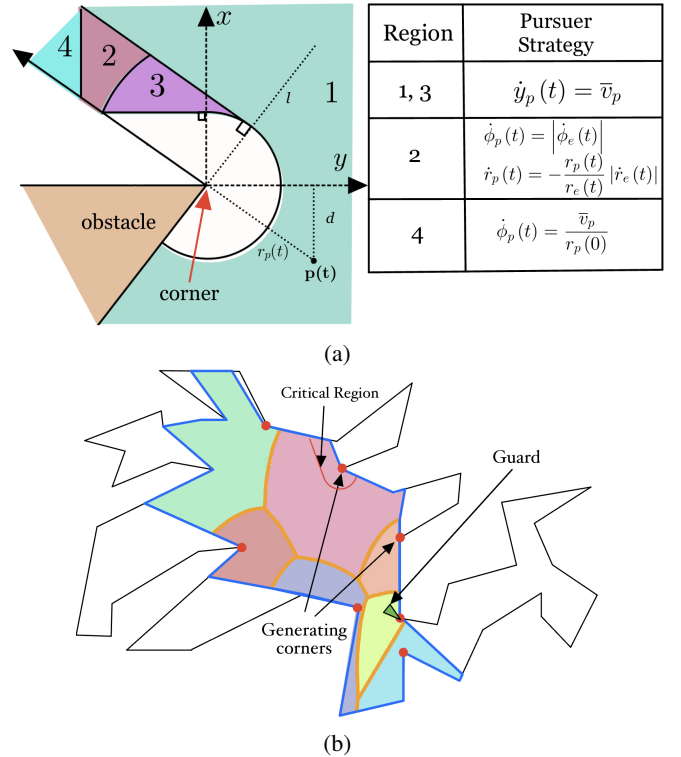 x
4
2
3
l
1
y
obstacle
d
r_p(t)
p(t)
corner
Region
Pursuer
Strategy
1, 3
ẏ_p (t) = v̅_p
2
φ̇_p (t) = |φ̇_e (t)|
ṙ_p (t) = − r_p (t) / r_e (t) |ṙ_e (t)|
4
φ̇_p (t) = v̅_p / r_p (0)
(a)
Critical Region
Guard
Generating
corners
(b)